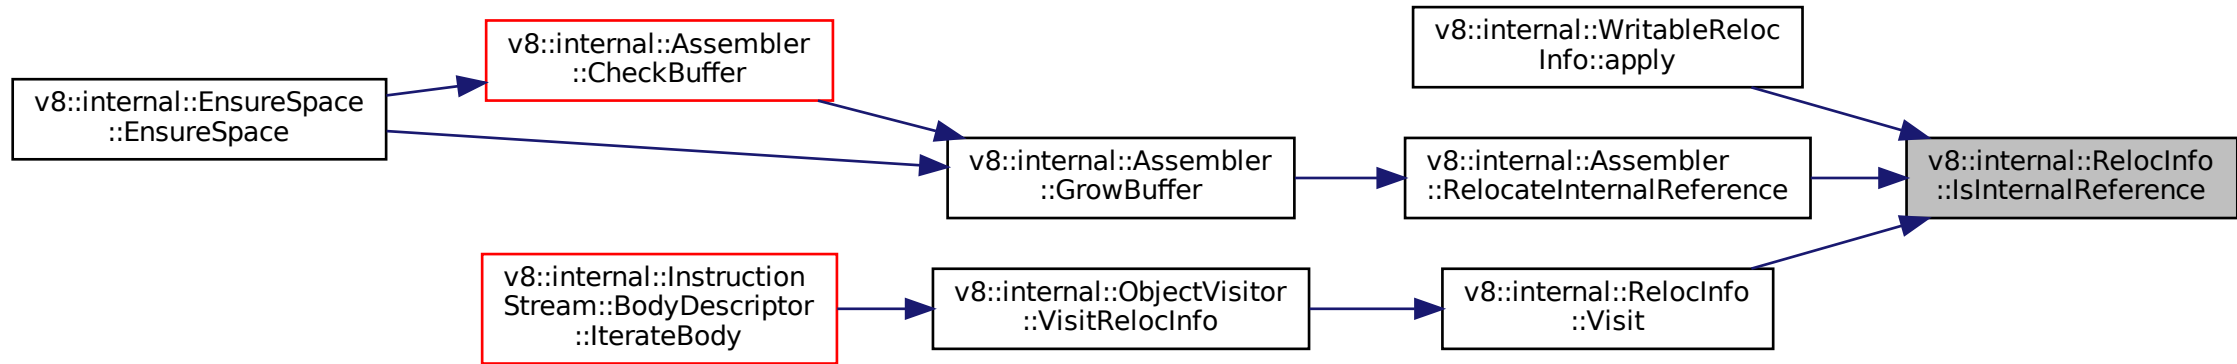 v8::internal::EnsureSpace
::EnsureSpace
v8::internal::Assembler
::CheckBuffer
v8::internal::Assembler
::GrowBuffer
v8::internal::Instruction
Stream::BodyDescriptor
::IterateBody
v8::internal::ObjectVisitor
::VisitRelocInfo
v8::internal::WritableReloc
Info::apply
v8::internal::Assembler
::RelocateInternalReference
v8::internal::RelocInfo
::Visit
v8::internal::RelocInfo
::IsInternalReference